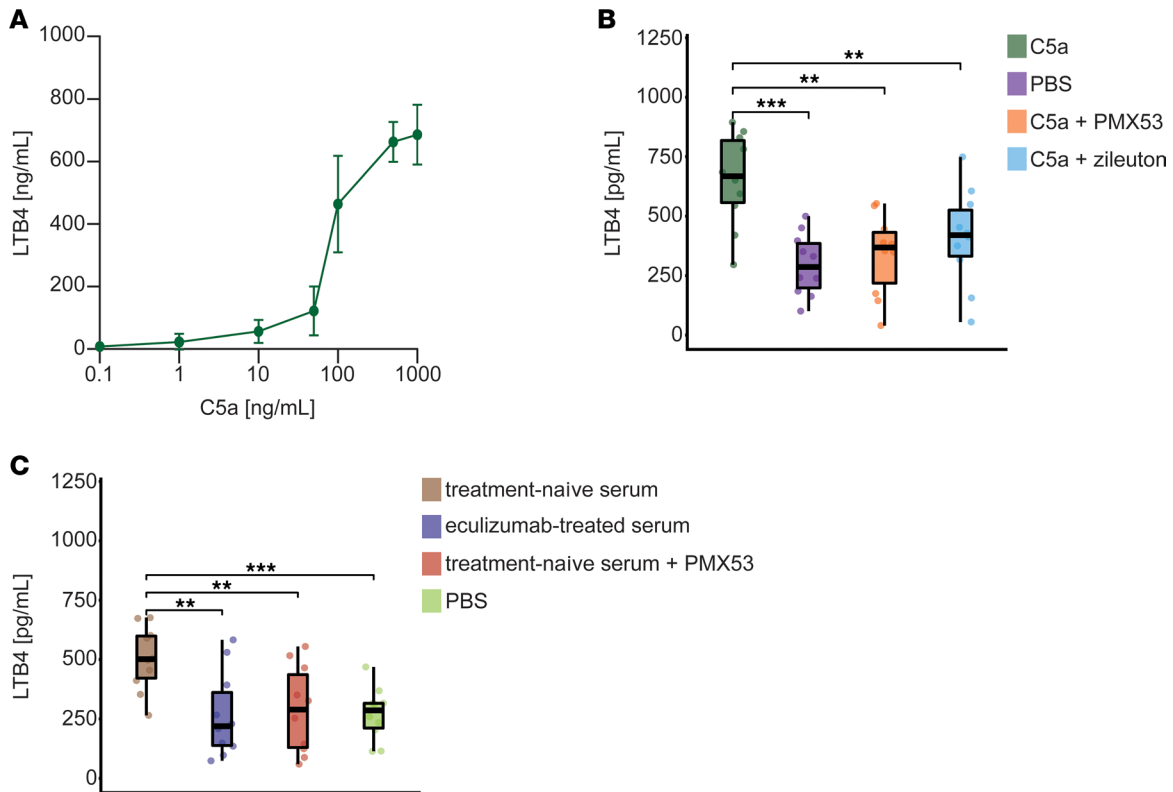 A
LTB4 [ng/mL]
1000
800
600
400
200
0
0.1 1 10 100 1000
C5a [ng/mL]
B
LTB4 [pg/mL]
1250
1000
750
500
250
0
**
**
***
C5a
PBS
C5a + PMX53
C5a + zileuton
C
LTB4 [pg/mL]
1250
1000
750
500
250
0
***
**
**
treatment-naive serum
eculizumab-treated serum
treatment-naive serum + PMX53
PBS